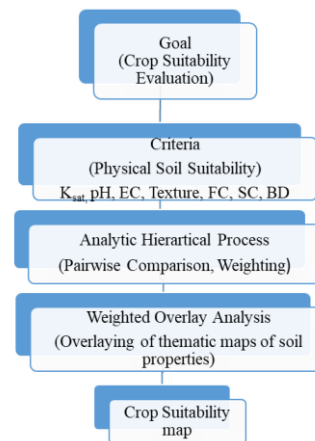 Goal
(Crop Suitability
Evaluation)
Criteria
(Physical Soil Suitability)
Ksat, pH, EC, Texture, FC, SC, BD
Analytic Hierartical Process
(Pairwise Comparison, Weighting)
Weighted Overlay Analysis
(Overlaying of thematic maps of soil
properties)
Crop Suitability
map